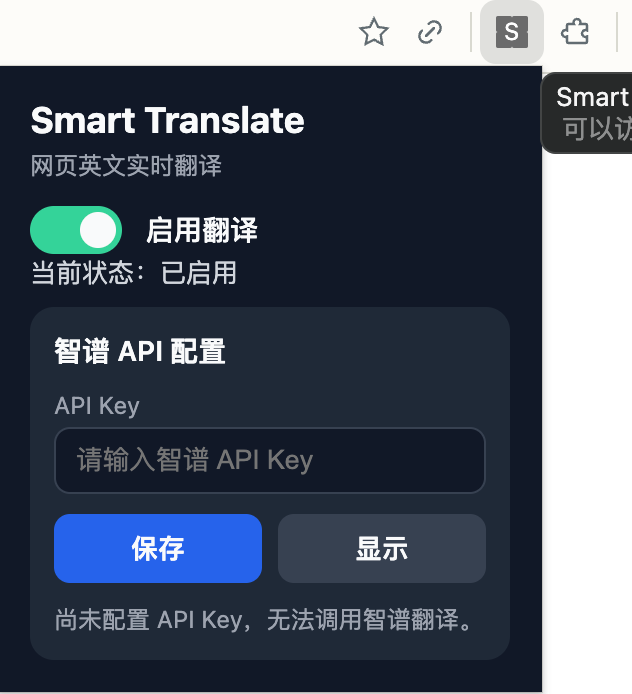 S
Smart
可以访
Smart Translate
网页英文实时翻译
启用翻译
当前状态：已启用
智谱 API 配置
API Key
请输入智谱 API Key
保存
显示
尚未配置 API Key，无法调用智谱翻译。